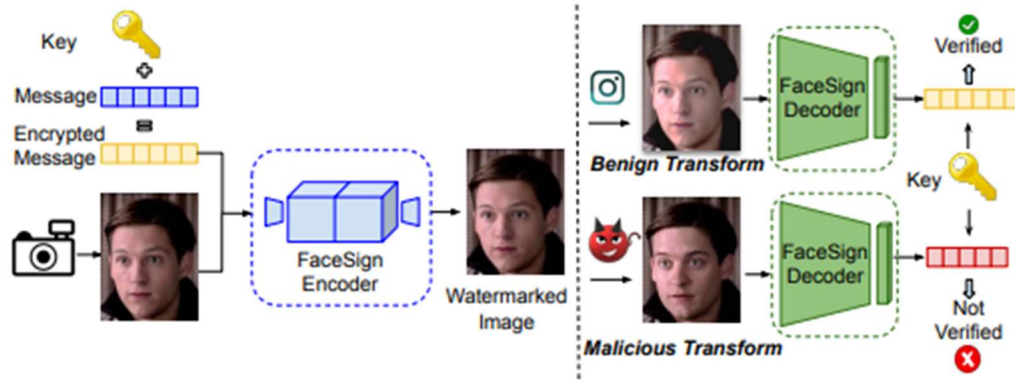 Key
Message
Encrypted
Message
FaceSign
Encoder
Watermarked
Image
Benign Transform
FaceSign
Decoder
Verified
Key
Malicious Transform
FaceSign
Decoder
Not
Verified